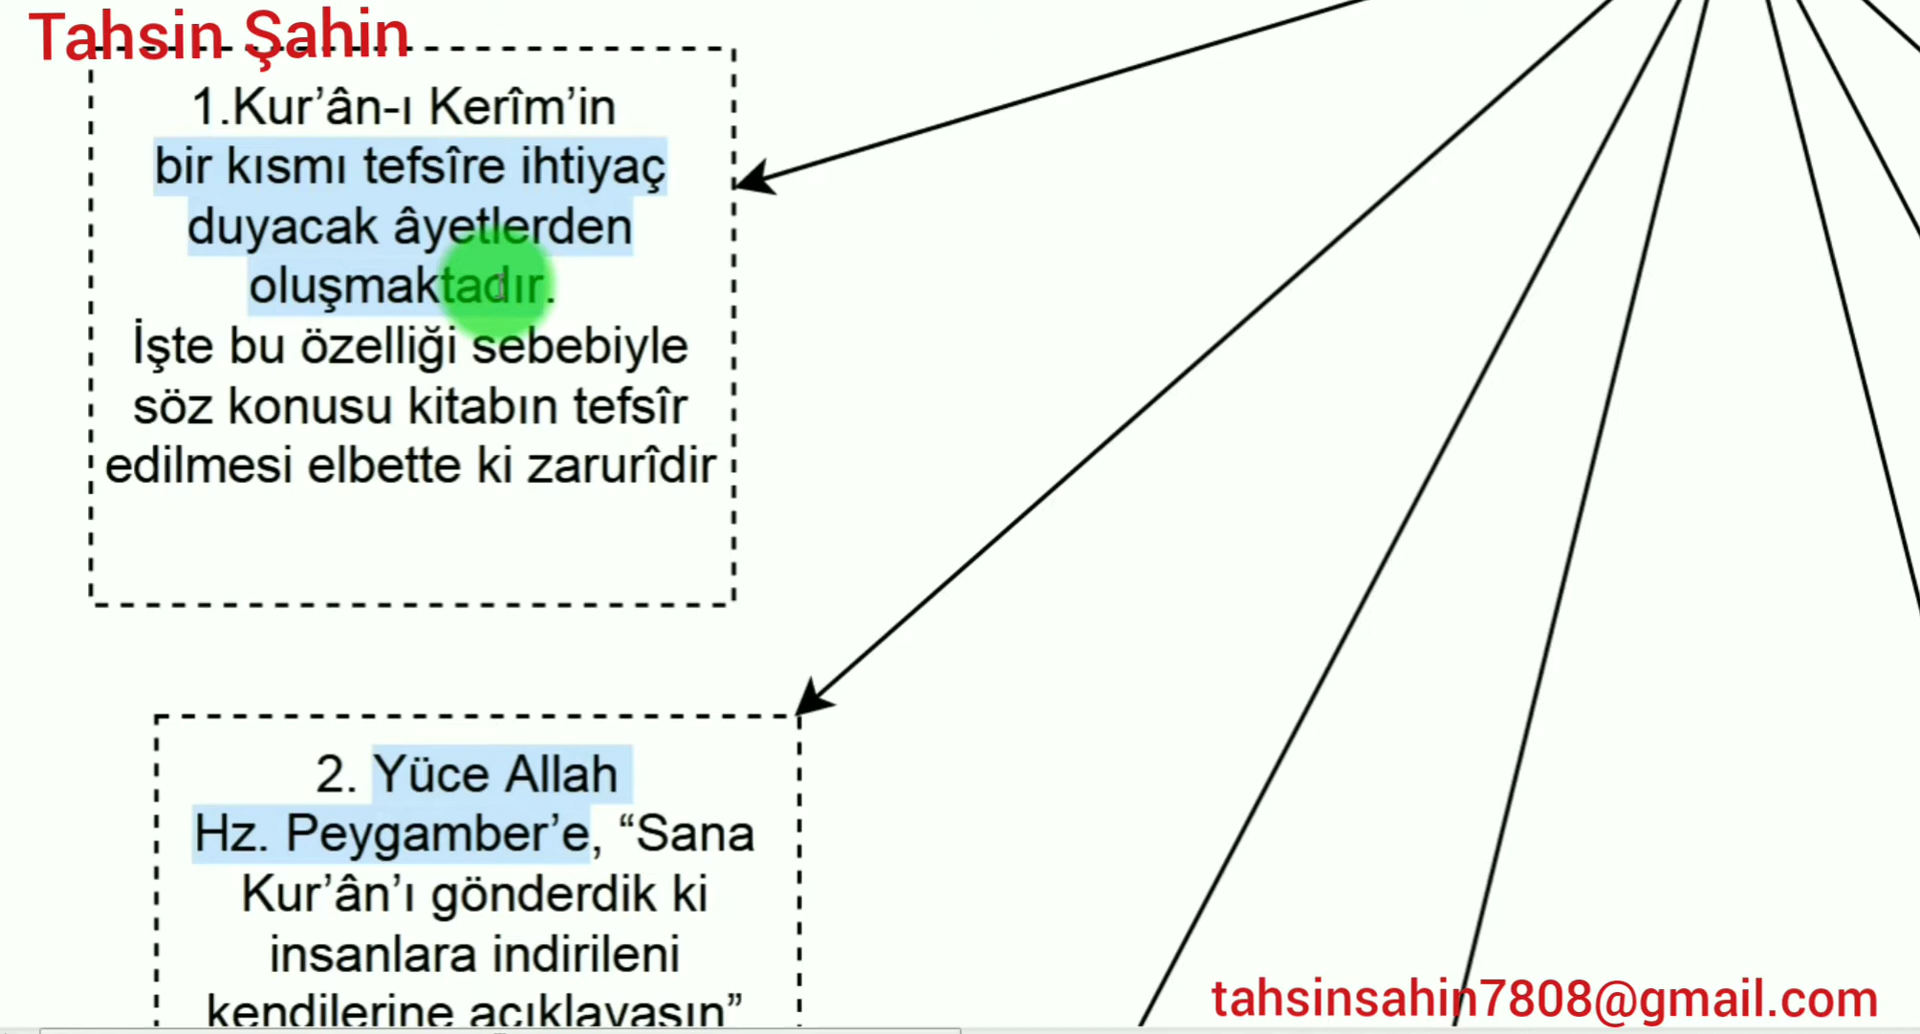 Tahsin Şahin
1.Kur’ân-ı Kerîm’in
bir kısmı tefsîre ihtiyaç
duyacak âyetlerden
oluşmaktadır.
İşte bu özelliği sebebiyle
söz konusu kitabın tefsîr
edilmesi elbette ki zarurîdir
2. Yüce Allah
Hz. Peygamber’e, “Sana
Kur’ân’ı gönderdik ki
insanlara indirileni
kendilerine açıklayasın”
tahsinsahin7808@gmail.com